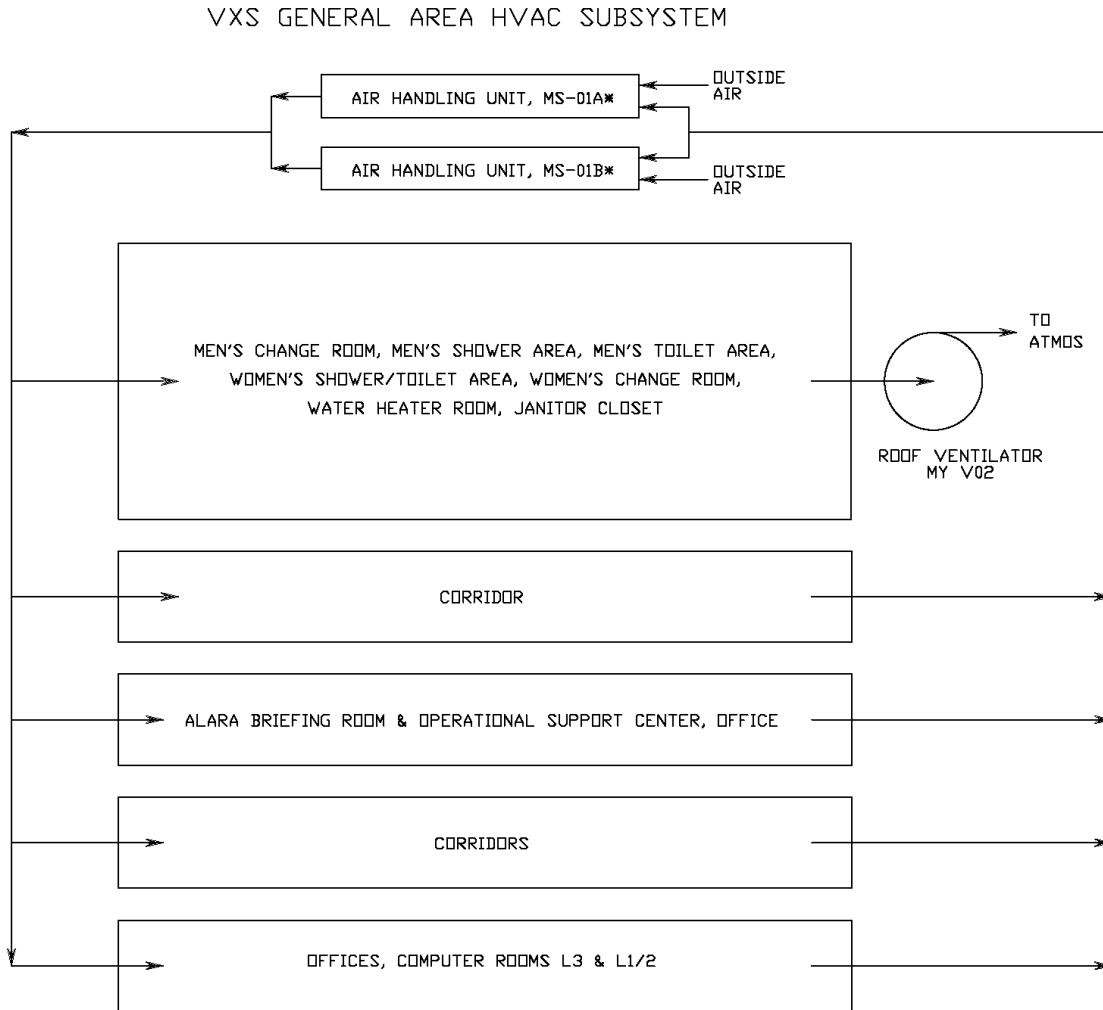 VXS GENERAL AREA HVAC SUBSYSTEM
AIR HANDLING UNIT, MS-01A*
OUTSIDE
AIR
AIR HANDLING UNIT, MS-01B*
OUTSIDE
AIR
MEN'S CHANGE ROOM, MEN'S SHOWER AREA, MEN'S TOILET AREA,
WOMEN'S SHOWER/TOILET AREA, WOMEN'S CHANGE ROOM,
WATER HEATER ROOM, JANITOR CLOSET
TO
ATMOS
ROOF VENTILATOR
MY V02
CORRIDOR
ALARA BRIEFING ROOM & OPERATIONAL SUPPORT CENTER, OFFICE
CORRIDORS
OFFICES, COMPUTER ROOMS L3 & L1/2